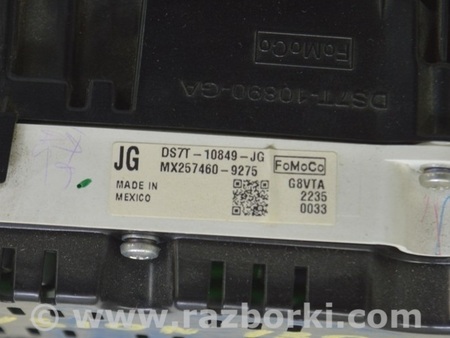 FoMoCo
DS7T-10890-GA
JG
DS7T-10849-JG
MX257460-9275
FoMoCo
MADE IN
MEXICO
G8VTA
2235
0033
www.razborki.com